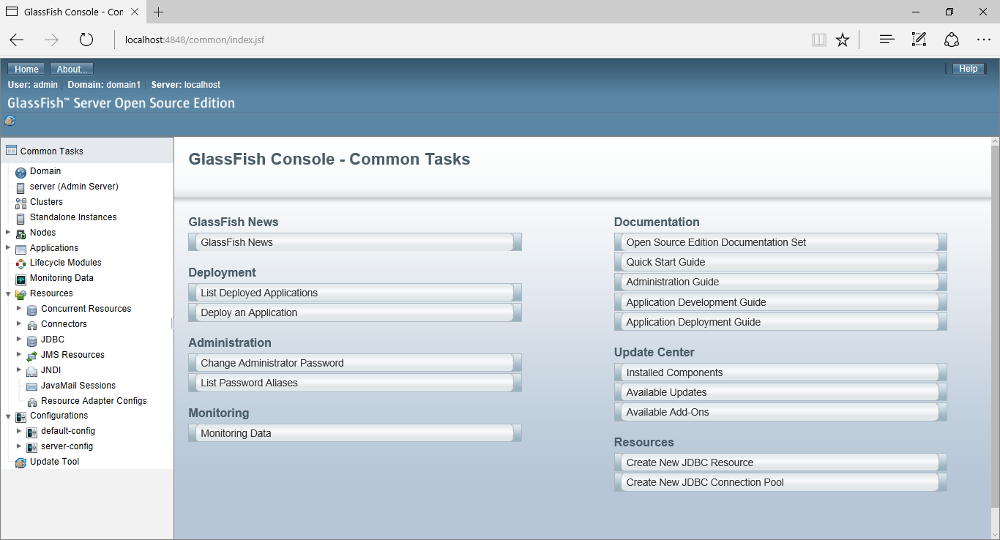 GlassFish Console - Con
localhost:4848/common/index.jsf
Home About... Help
User: admin Domain: domain1 Server: localhost
GlassFish™ Server Open Source Edition
Common Tasks
Domain
server (Admin Server)
Clusters
Standalone Instances
Nodes
Applications
Lifecycle Modules
Monitoring Data
Resources
Concurrent Resources
Connectors
JDBC
JMS Resources
JNDI
JavaMail Sessions
Resource Adapter Configs
Configurations
default-config
server-config
Update Tool
GlassFish Console - Common Tasks
GlassFish News
GlassFish News
Deployment
List Deployed Applications
Deploy an Application
Administration
Change Administrator Password
List Password Aliases
Monitoring
Monitoring Data
Documentation
Open Source Edition Documentation Set
Quick Start Guide
Administration Guide
Application Development Guide
Application Deployment Guide
Update Center
Installed Components
Available Updates
Available Add-Ons
Resources
Create New JDBC Resource
Create New JDBC Connection Pool